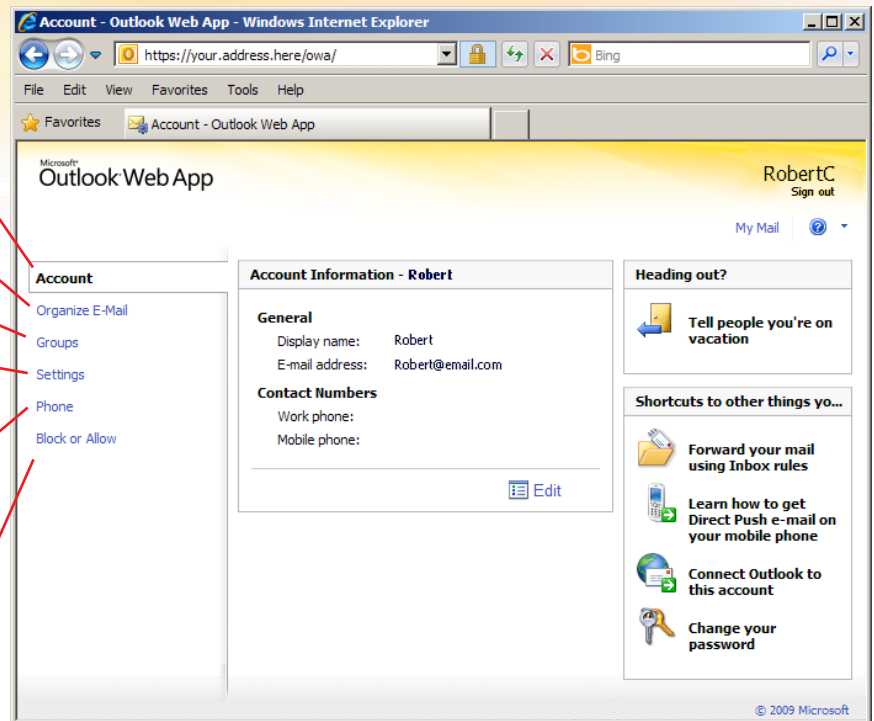 Account - Outlook Web App - Windows Internet Explorer
https://your.address.here/owa/
Bing
File Edit View Favorites Tools Help
Favorites
Account - Outlook Web App
Microsoft
Outlook Web App
RobertC
Sign out
My Mail
Account
Organize E-Mail
Groups
Settings
Phone
Block or Allow
Account Information - Robert
General
Display name: Robert
E-mail address: Robert@email.com
Contact Numbers
Work phone:
Mobile phone:
Edit
Heading out?
Tell people you're on
vacation
Shortcuts to other things yo...
Forward your mail
using Inbox rules
Learn how to get
Direct Push e-mail on
your mobile phone
Connect Outlook to
this account
Change your
password
© 2009 Microsoft